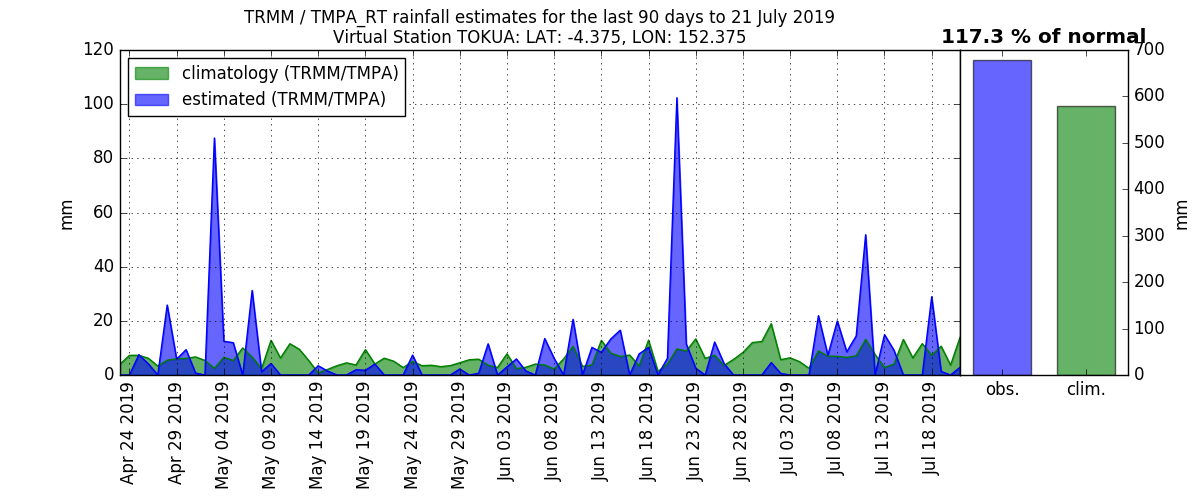 TRMM / TMPA_RT rainfall estimates for the last 90 days to 21 July 2019
Virtual Station TOKUA: LAT: -4.375, LON: 152.375
117.3 % of normal
climatology (TRMM/TMPA)
estimated (TRMM/TMPA)
mm
120
100
80
60
40
20
0
Apr 24 2019
Apr 29 2019
May 04 2019
May 09 2019
May 14 2019
May 19 2019
May 24 2019
May 29 2019
Jun 03 2019
Jun 08 2019
Jun 13 2019
Jun 18 2019
Jun 23 2019
Jun 28 2019
Jul 03 2019
Jul 08 2019
Jul 13 2019
Jul 18 2019
obs.
clim.
700
600
500
400
300
200
100
0
mm